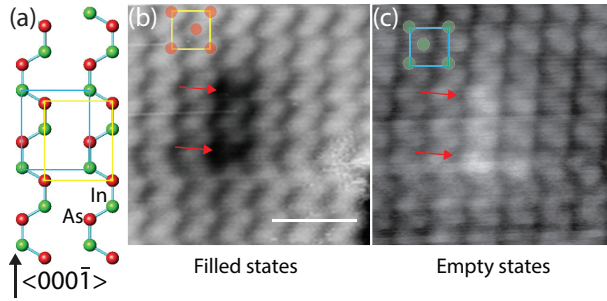 (a)
(b)
(c)
In
As
<0001̄>
Filled states
Empty states